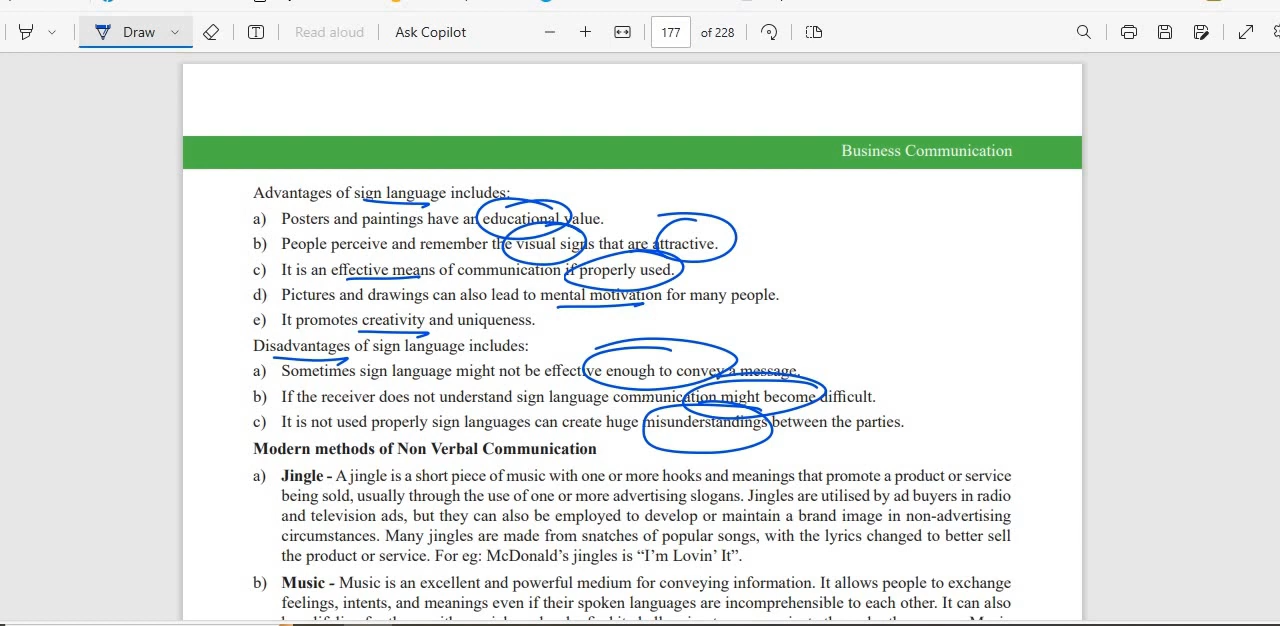 Draw
Read aloud
Ask Copilot
177 of 228
Business Communication
Advantages of sign language includes:
a) Posters and paintings have an educational value.
b) People perceive and remember the visual signs that are attractive.
c) It is an effective means of communication if properly used.
d) Pictures and drawings can also lead to mental motivation for many people.
e) It promotes creativity and uniqueness.
Disadvantages of sign language includes:
a) Sometimes sign language might not be effective enough to convey a message.
b) If the receiver does not understand sign language communication might become difficult.
c) It is not used properly sign languages can create huge misunderstandings between the parties.
Modern methods of Non Verbal Communication
a) Jingle - A jingle is a short piece of music with one or more hooks and meanings that promote a product or service
being sold, usually through the use of one or more advertising slogans. Jingles are utilised by ad buyers in radio
and television ads, but they can also be employed to develop or maintain a brand image in non-advertising
circumstances. Many jingles are made from snatches of popular songs, with the lyrics changed to better sell
the product or service. For eg: McDonald's jingles is “I'm Lovin' It”.
b) Music - Music is an excellent and powerful medium for conveying information. It allows people to exchange
feelings, intents, and meanings even if their spoken languages are incomprehensible to each other. It can also